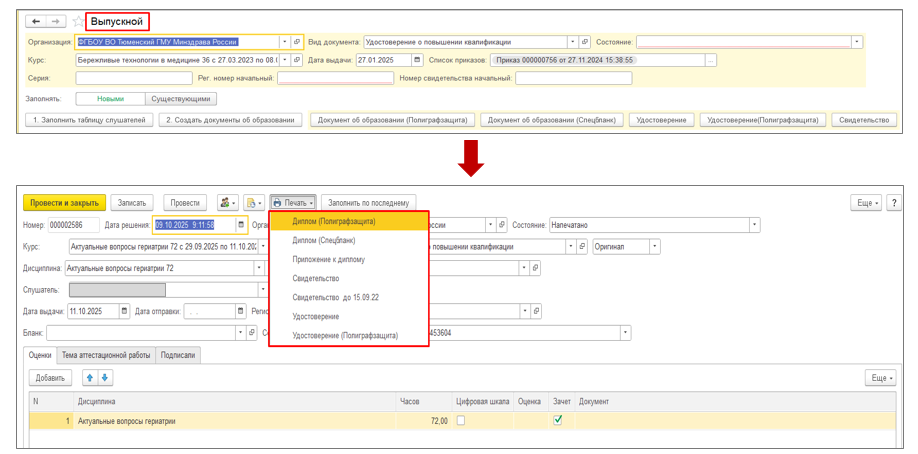 Выпускной
Организация: ФГБОУ ВО Тюменский ГМУ Минздрава России Вид документа: Удостоверение о повышении квалификации Состояние:
Курс: Бережливые технологии в медицине 36 с 27.03.2023 по 08.( Дата выдачи: 27.01.2025 Список приказов: Приказ 000000756 от 27.11.2024 15:38:55 ...
Серия: Рег. номер начальный: Номер свидетельства начальный:
Заполнять: Новыми Существующими
1. Заполнить таблицу слушателей 2. Создать документы об образовании Документ об образовании (Полиграфзащита) Документ об образовании (Спецбланк) Удостоверение Удостоверение(Полиграфзащита) Свидетельство
Провести и закрыть Записать Провести Печать Заполнить по последнему Еще ?
Номер: 000002586 Дата решения: 09.10.2025 9:11:58 Орга Диплом (Полиграфзащита) оссии Состояние: Напечатано
Диплом (Спецбланк)
Курс: Актуальные вопросы гериатрии 72 с 29.09.2025 по 11.10.202 о повышении квалификации Оригинал
Приложение к диплому
Дисциплина: Актуальные вопросы гериатрии 72
Свидетельство
Слушатель:
Свидетельство до 15.09.22
Дата выдачи: 11.10.2025 Дата отправки: . . Регис
Удостоверение
Бланк: Се Удостоверение (Полиграфзащита) 453604
Оценки Тема аттестационной работы Подписали
Добавить Еще
N Дисциплина Часов Цифровая шкала Оценка Зачет Документ
1 Актуальные вопросы гериатрии 72,00